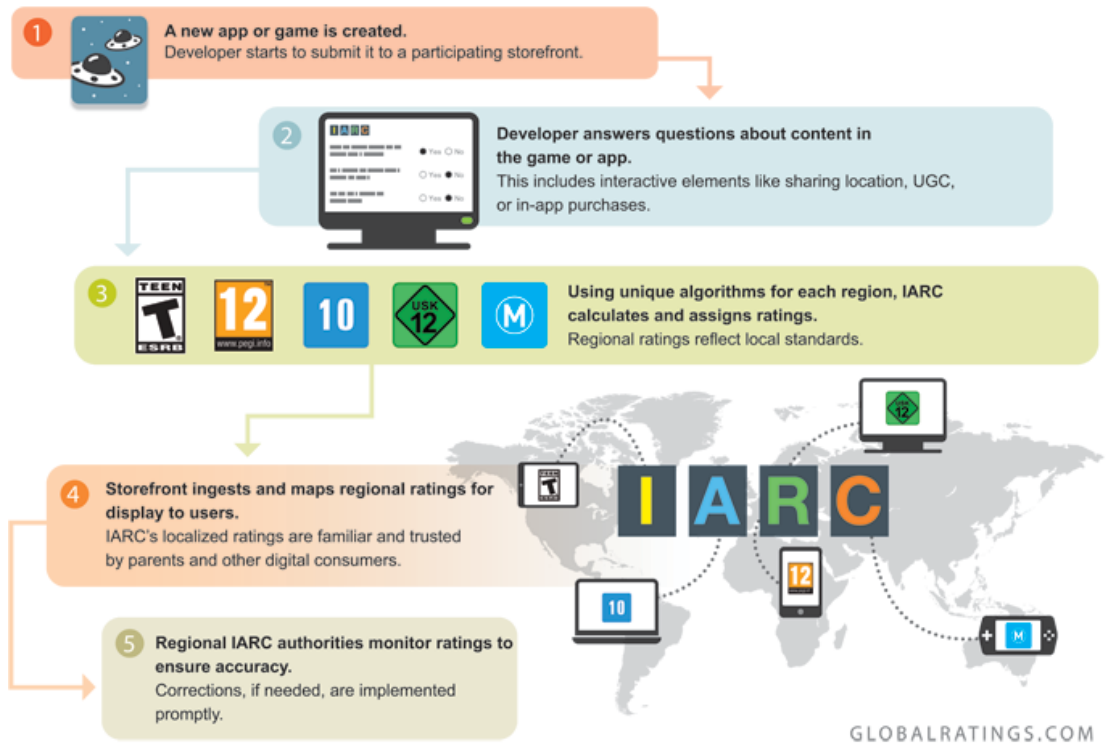 1
A new app or game is created.
Developer starts to submit it to a participating storefront.
2
IARC
Yes No
Yes No
Yes No
Developer answers questions about content in
the game or app.
This includes interactive elements like sharing location, UGC,
or in-app purchases.
3
TEEN
T
ESRB
12
www.pegi.info
10
USK
12
M
Using unique algorithms for each region, IARC
calculates and assigns ratings.
Regional ratings reflect local standards.
4
Storefront ingests and maps regional ratings for
display to users.
IARC's localized ratings are familiar and trusted
by parents and other digital consumers.
TEEN
T
ESRB
USK
12
IARC
10
12
M
5
Regional IARC authorities monitor ratings to
ensure accuracy.
Corrections, if needed, are implemented
promptly.
GLOBALRATINGS.COM